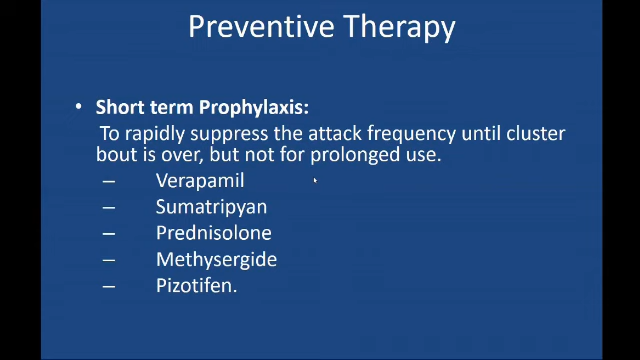 Preventive Therapy
• Short term Prophylaxis:
To rapidly suppress the attack frequency until cluster
bout is over, but not for prolonged use.
– Verapamil
– Sumatripyan
– Prednisolone
– Methysergide
– Pizotifen.